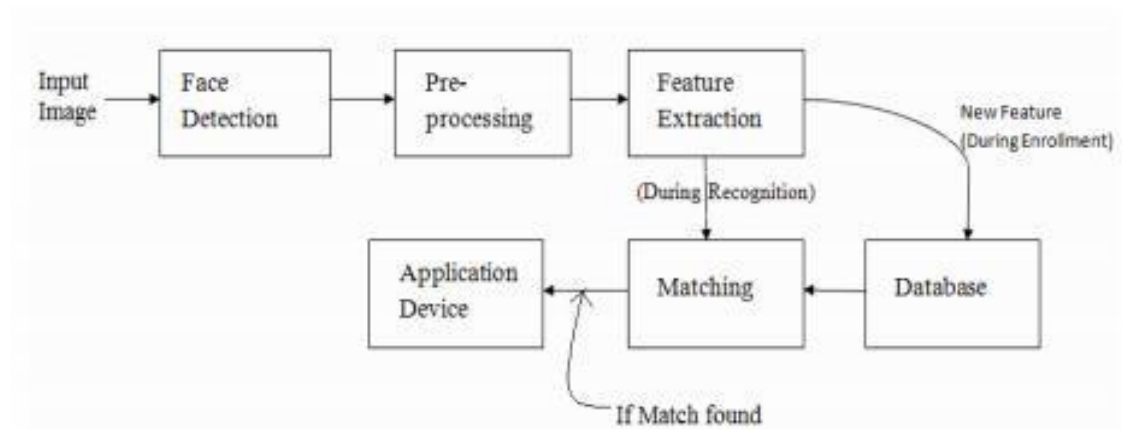 Input
Image
Face
Detection
Pre-
processing
Feature
Extraction
New Feature
(During Enrollment)
(During Recognition)
Application
Device
Matching
Database
If Match found